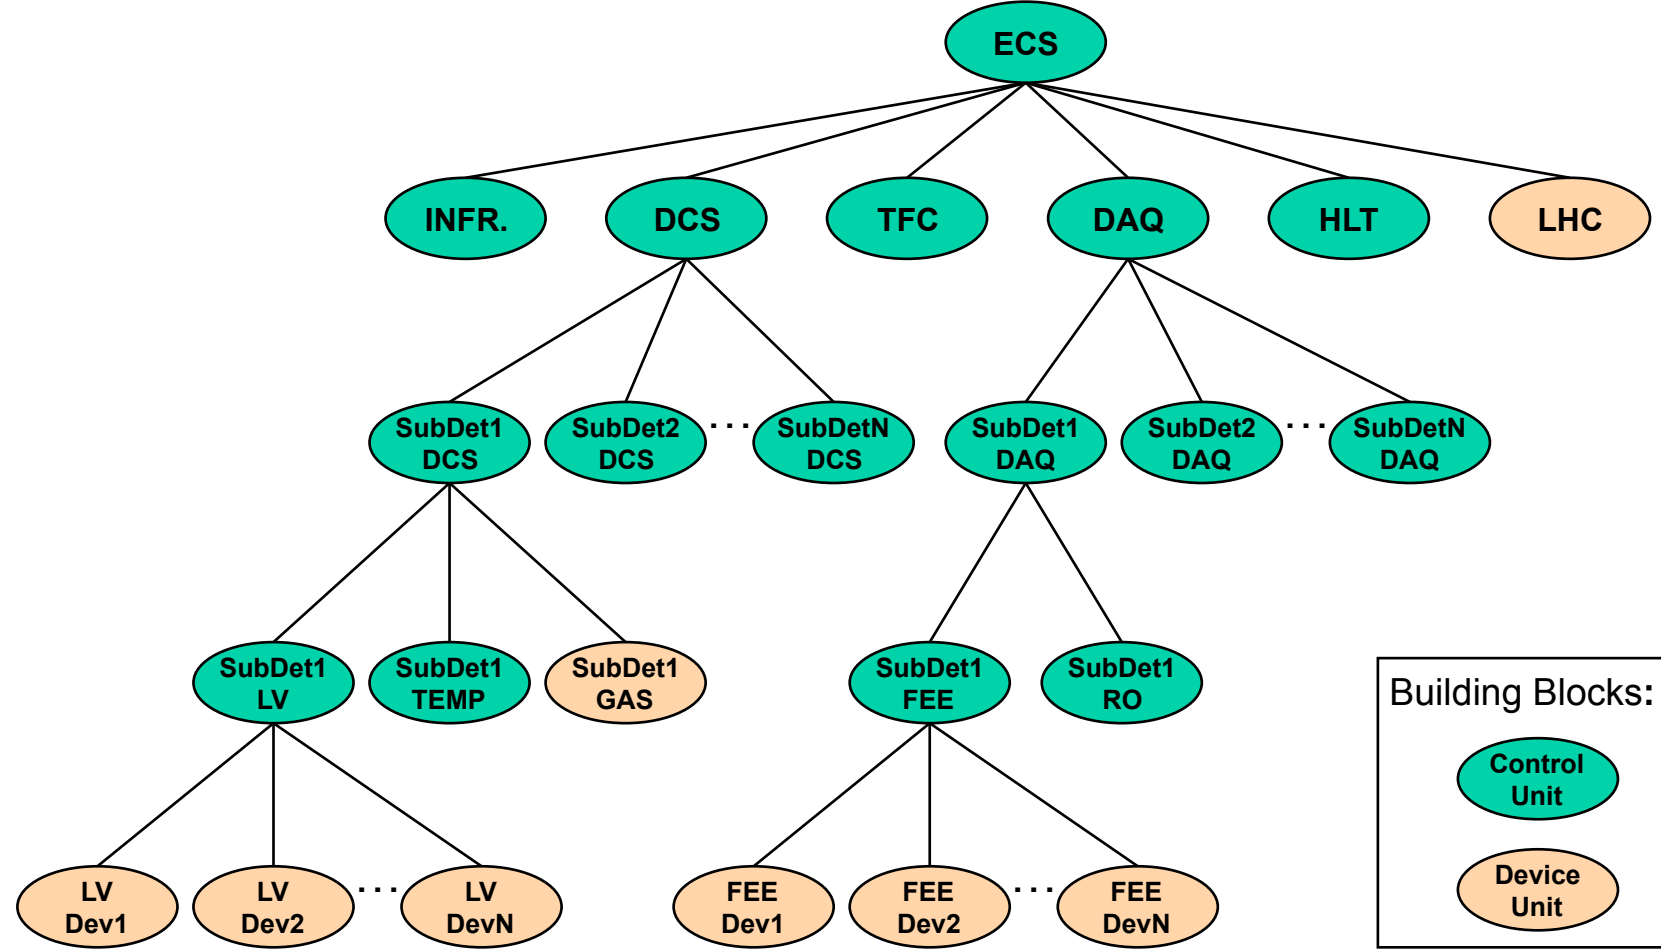 ECS
INFR.
DCS
TFC
DAQ
HLT
LHC
SubDet1
DCS
SubDet2
DCS
...
SubDetN
DCS
SubDet1
DAQ
SubDet2
DAQ
...
SubDetN
DAQ
SubDet1
LV
SubDet1
TEMP
SubDet1
GAS
SubDet1
FEE
SubDet1
RO
Building Blocks:
Control
Unit
Device
Unit
LV
Dev1
LV
Dev2
...
LV
DevN
FEE
Dev1
FEE
Dev2
...
FEE
DevN